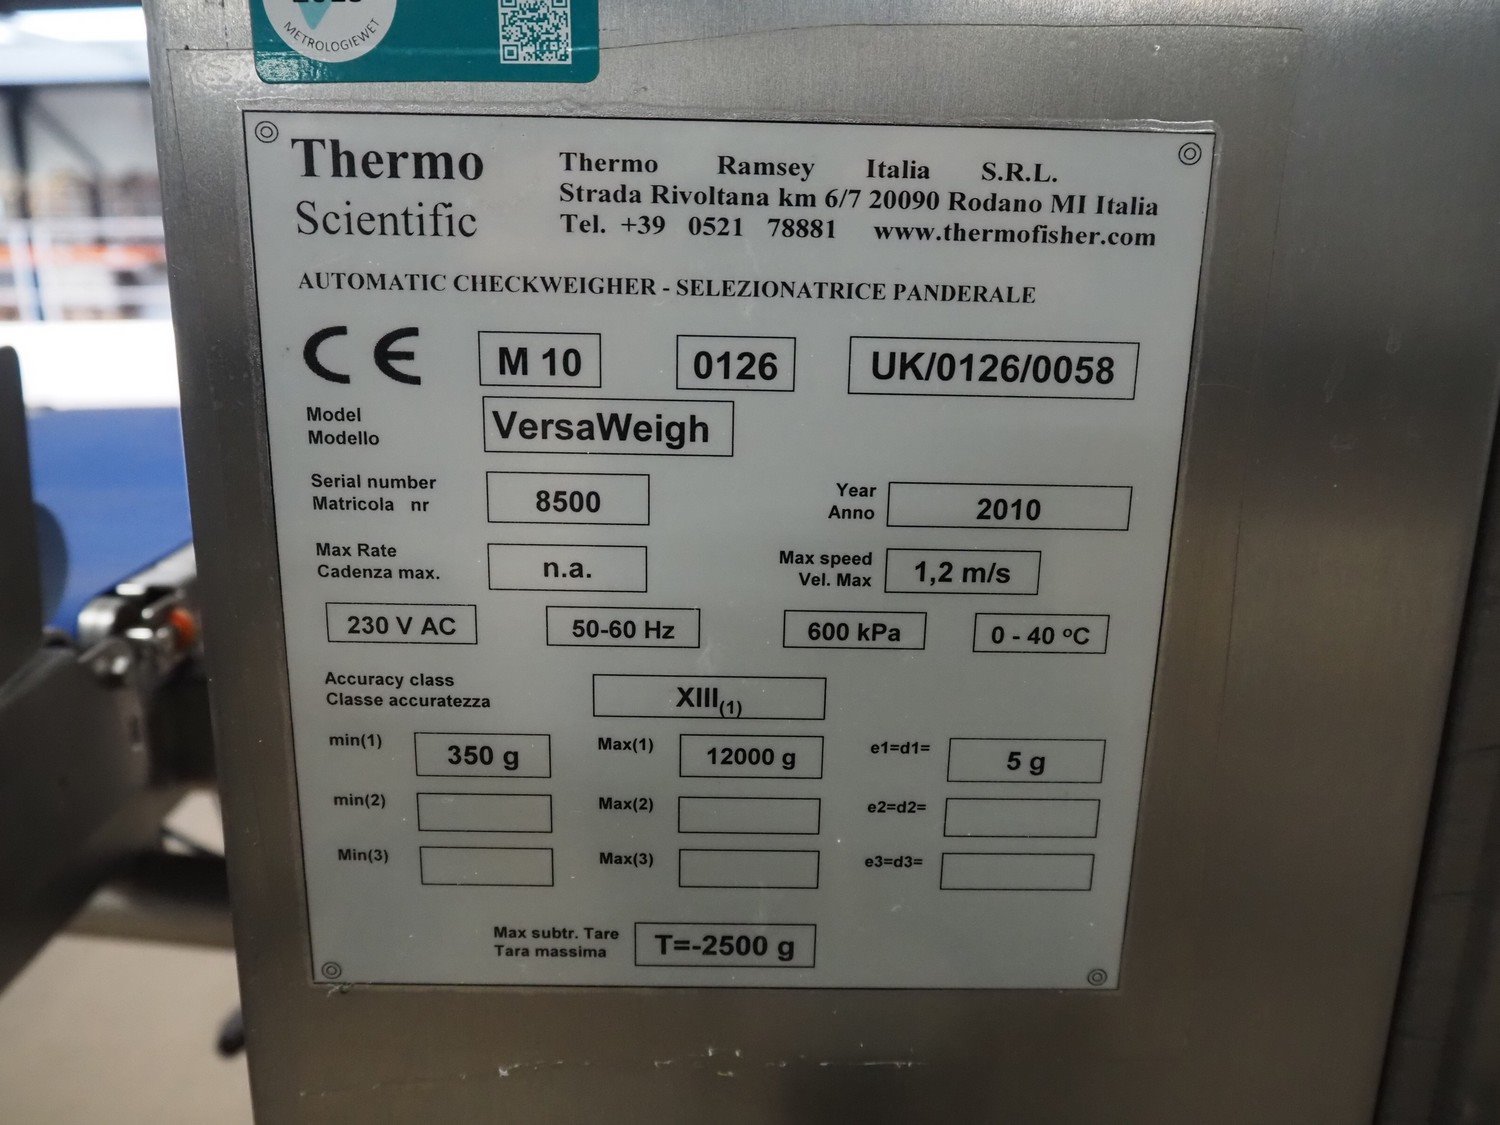 METROLOGIEWET
Thermo
Scientific
Thermo Ramsey Italia S.R.L.
Strada Rivoltana km 6/7 20090 Rodano MI Italia
Tel. +39 0521 78881 www.thermofisher.com
AUTOMATIC CHECKWEIGHER - SELEZIONATRICE PANDERALE
CE M 10 0126 UK/0126/0058
Model
Modello
VersaWeigh
Serial number
Matricola nr
8500
Year
Anno
2010
Max Rate
Cadenza max.
n.a.
Max speed
Vel. Max
1,2 m/s
230 V AC 50-60 Hz 600 kPa 0 - 40 ºC
Accuracy class
Classe accuratezza
XIII(1)
min(1) 350 g Max(1) 12000 g e1=d1= 5 g
min(2) Max(2) e2=d2=
Min(3) Max(3) e3=d3=
Max subtr. Tare
Tara massima
T=-2500 g